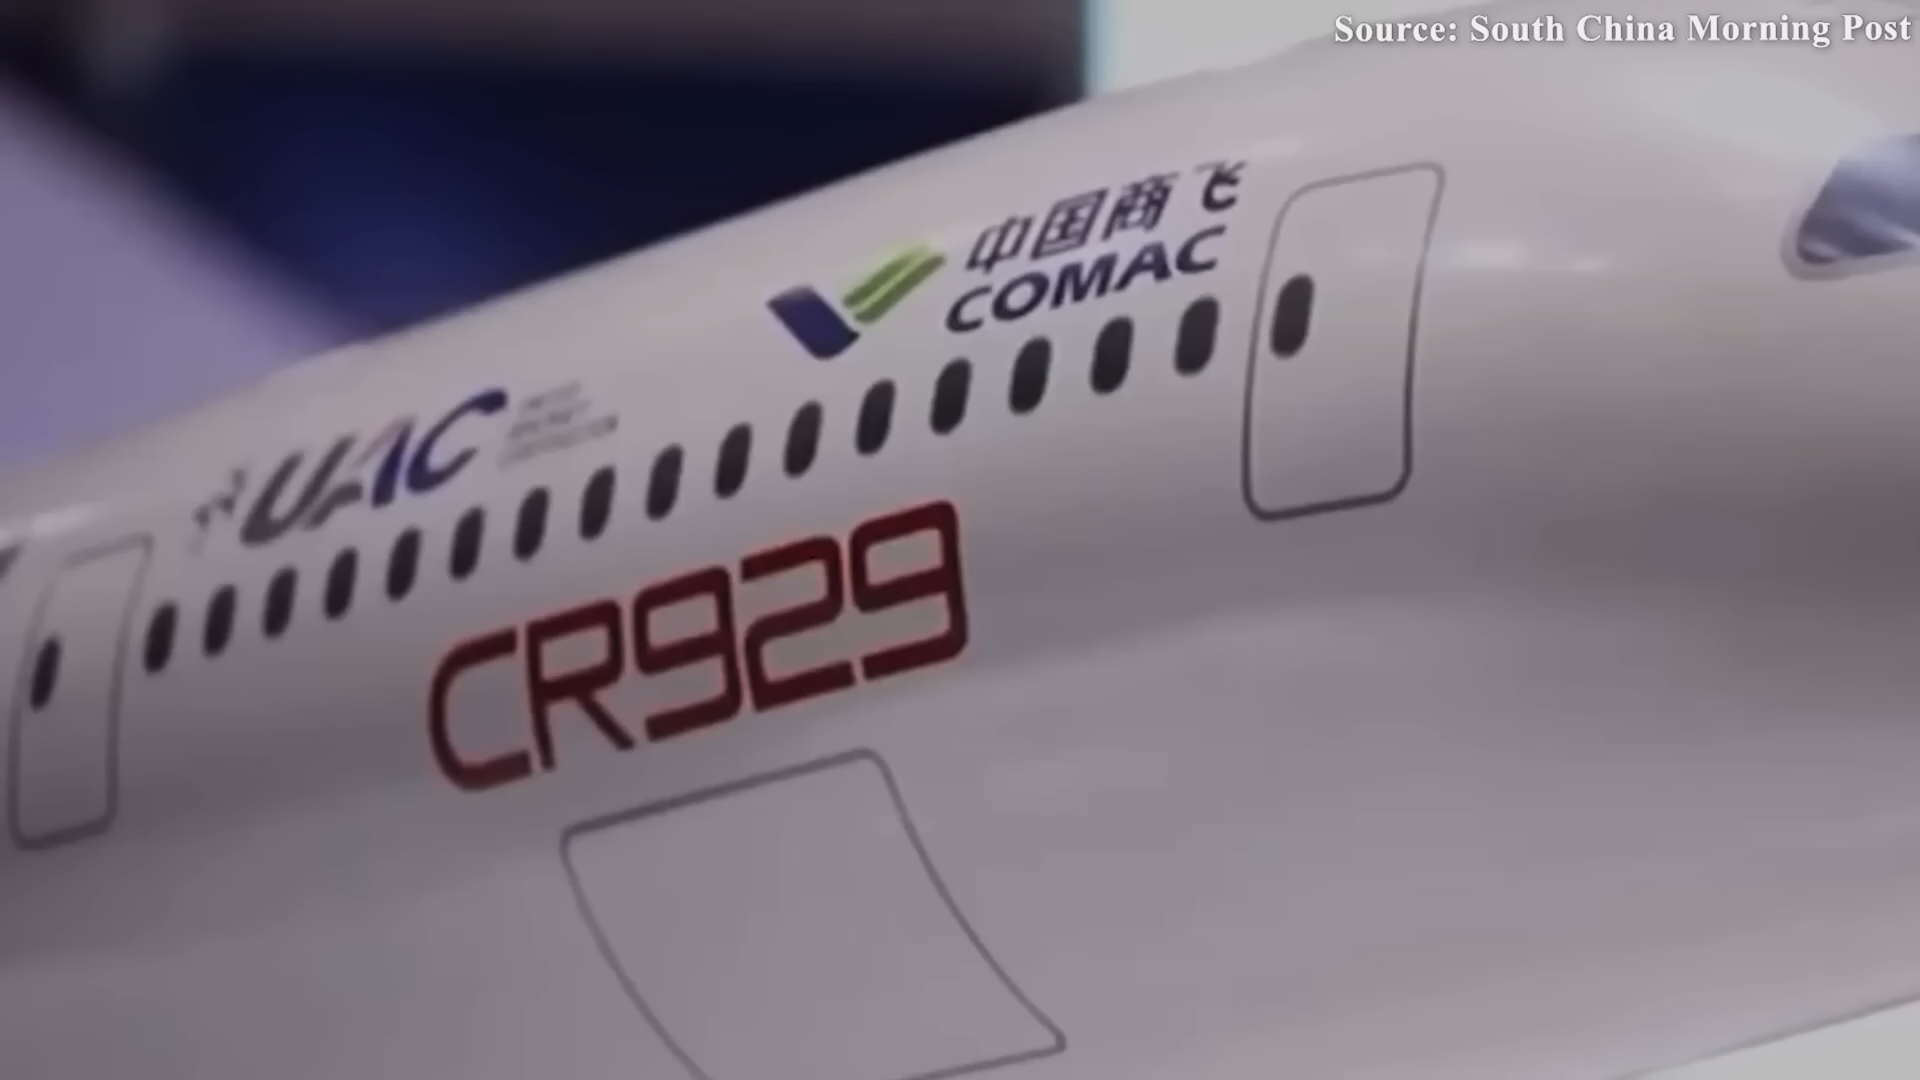 Source: South China Morning Post
中国商飞
COMAC
UAC
CR929